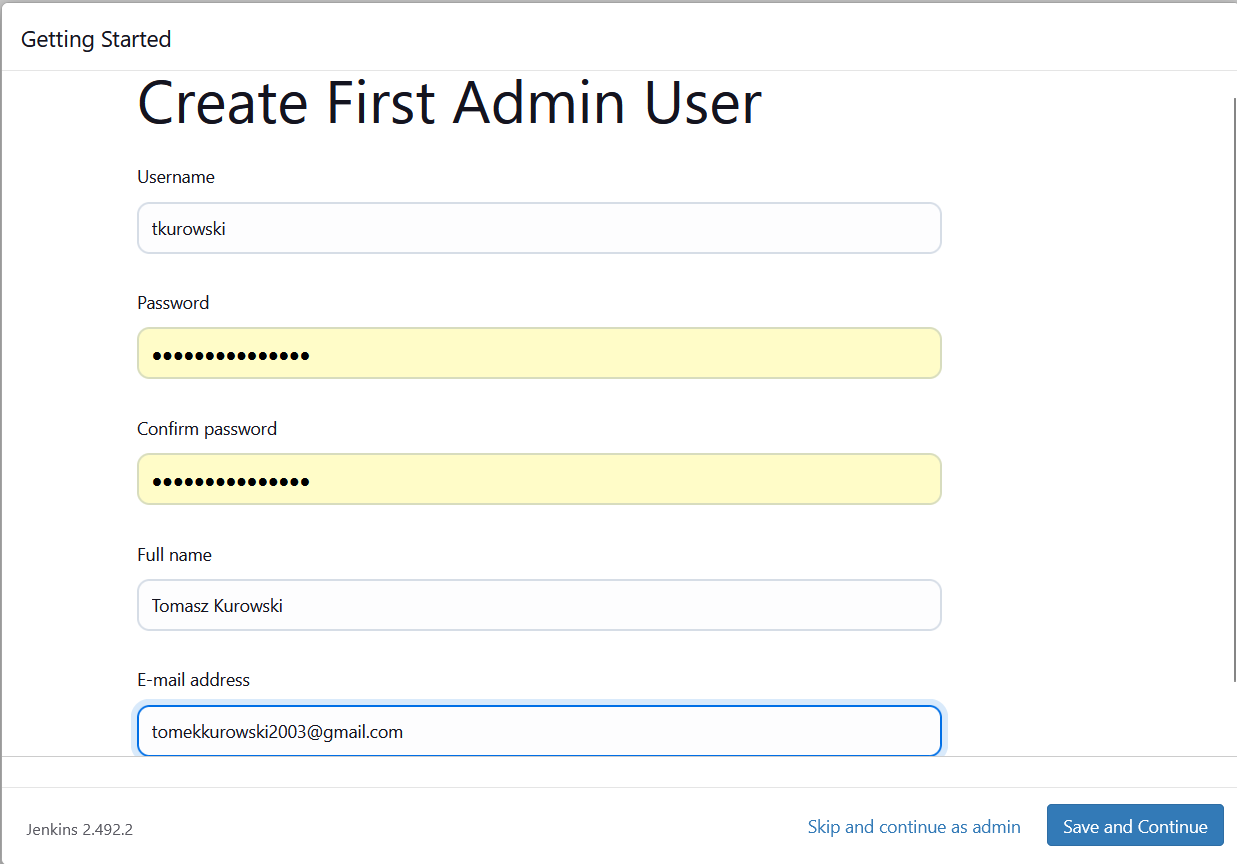 Getting Started
Create First Admin User
Username
tkurowski
Password
•••••••••••••••
Confirm password
•••••••••••••••
Full name
Tomasz Kurowski
E-mail address
tomekkurowski2003@gmail.com
Jenkins 2.492.2
Skip and continue as admin
Save and Continue